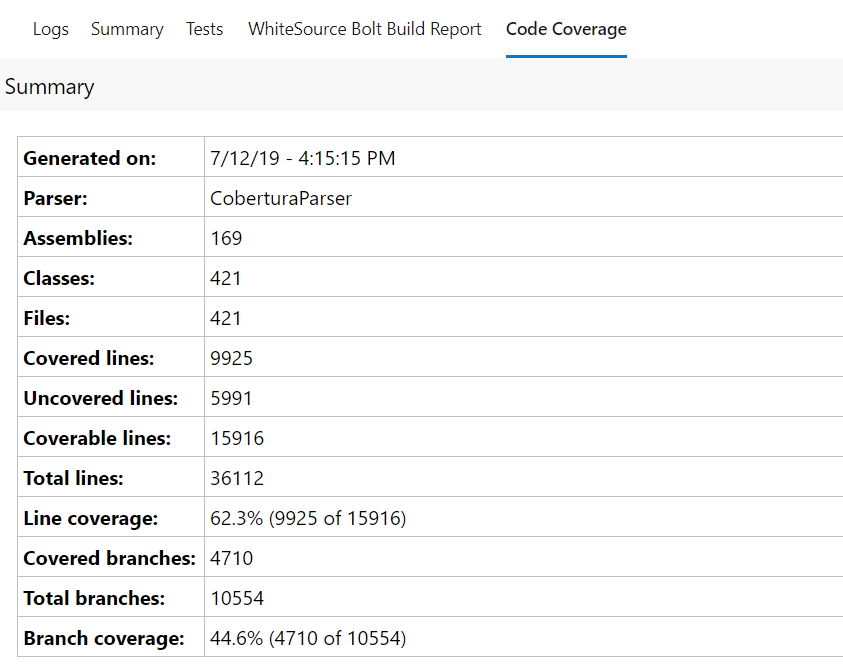 Logs Summary Tests WhiteSource Bolt Build Report Code Coverage
Summary
Generated on: 7/12/19 - 4:15:15 PM
Parser: CoberturaParser
Assemblies: 169
Classes: 421
Files: 421
Covered lines: 9925
Uncovered lines: 5991
Coverable lines: 15916
Total lines: 36112
Line coverage: 62.3% (9925 of 15916)
Covered branches: 4710
Total branches: 10554
Branch coverage: 44.6% (4710 of 10554)